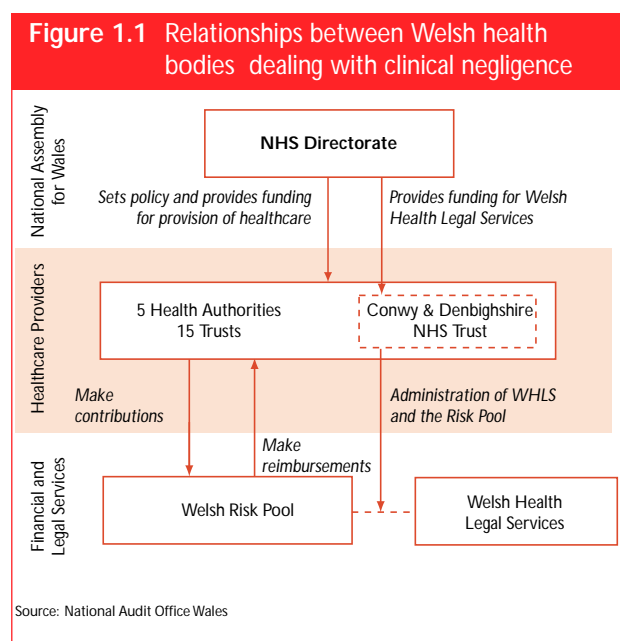 Figure 1.1 Relationships between Welsh health
bodies dealing with clinical negligence
National Assembly
for Wales
NHS Directorate
Sets policy and provides funding
for provision of healthcare
Provides funding for Welsh
Health Legal Services
Healthcare Providers
5 Health Authorities
15 Trusts
Conwy & Denbighshire
NHS Trust
Make
contributions
Make
reimbursements
Administration of WHLS
and the Risk Pool
Financial and
Legal Services
Welsh Risk Pool
Welsh Health
Legal Services
Source: National Audit Office Wales